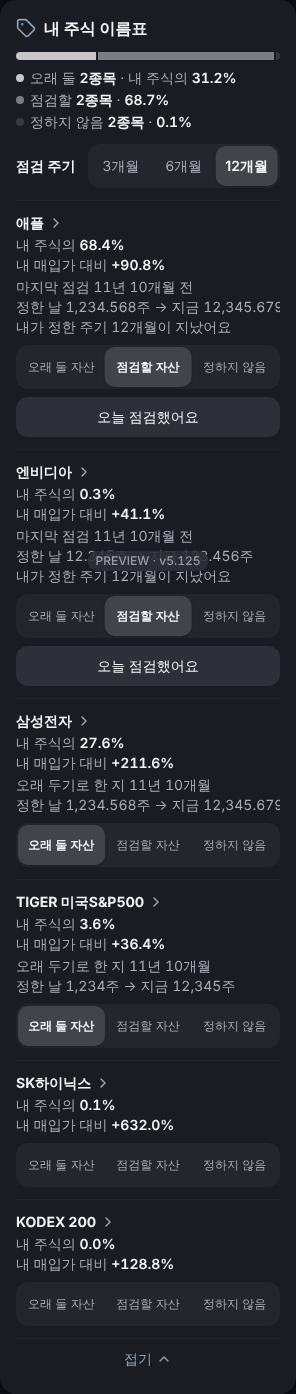 내 주식 이름표
오래 둘 2종목 · 내 주식의 31.2%
점검할 2종목 · 68.7%
정하지 않음 2종목 · 0.1%
점검 주기 3개월 6개월 12개월
애플
내 주식의 68.4%
내 매입가 대비 +90.8%
마지막 점검 11년 10개월 전
정한 날 1,234.568주 → 지금 12,345.679
내가 정한 주기 12개월이 지났어요
오래 둘 자산 점검할 자산 정하지 않음
오늘 점검했어요
엔비디아
내 주식의 0.3%
내 매입가 대비 +41.1%
마지막 점검 11년 10개월 전
정한 날
PREVIEW · v5.125
내가 정한 주기 12개월이 지났어요
오래 둘 자산 점검할 자산 정하지 않음
오늘 점검했어요
삼성전자
내 주식의 27.6%
내 매입가 대비 +211.6%
오래 두기로 한 지 11년 10개월
정한 날 1,234.568주 → 지금 12,345.679
오래 둘 자산 점검할 자산 정하지 않음
TIGER 미국S&P500
내 주식의 3.6%
내 매입가 대비 +36.4%
오래 두기로 한 지 11년 10개월
정한 날 1,234주 → 지금 12,345주
오래 둘 자산 점검할 자산 정하지 않음
SK하이닉스
내 주식의 0.1%
내 매입가 대비 +632.0%
오래 둘 자산 점검할 자산 정하지 않음
KODEX 200
내 주식의 0.0%
내 매입가 대비 +128.8%
오래 둘 자산 점검할 자산 정하지 않음
접기